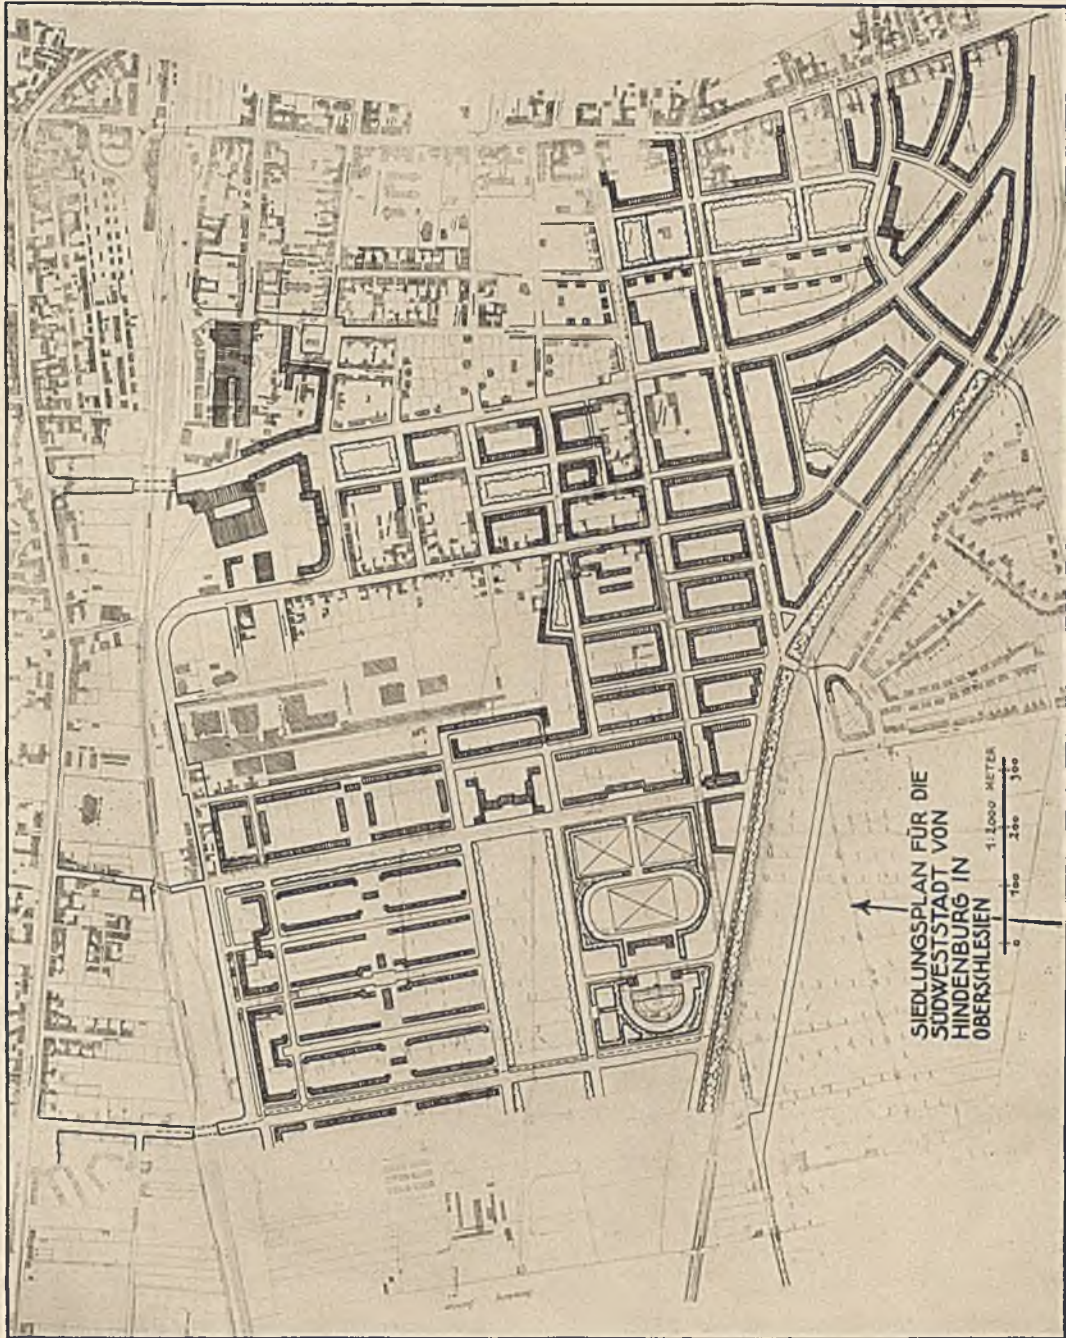 SIEDLUNGSPLAN FÜR DIE
SÜDWESTSTADT VON
HINDENBURG IN
OBERSCHLESIEN
1:2000 METER
0 100 200 300